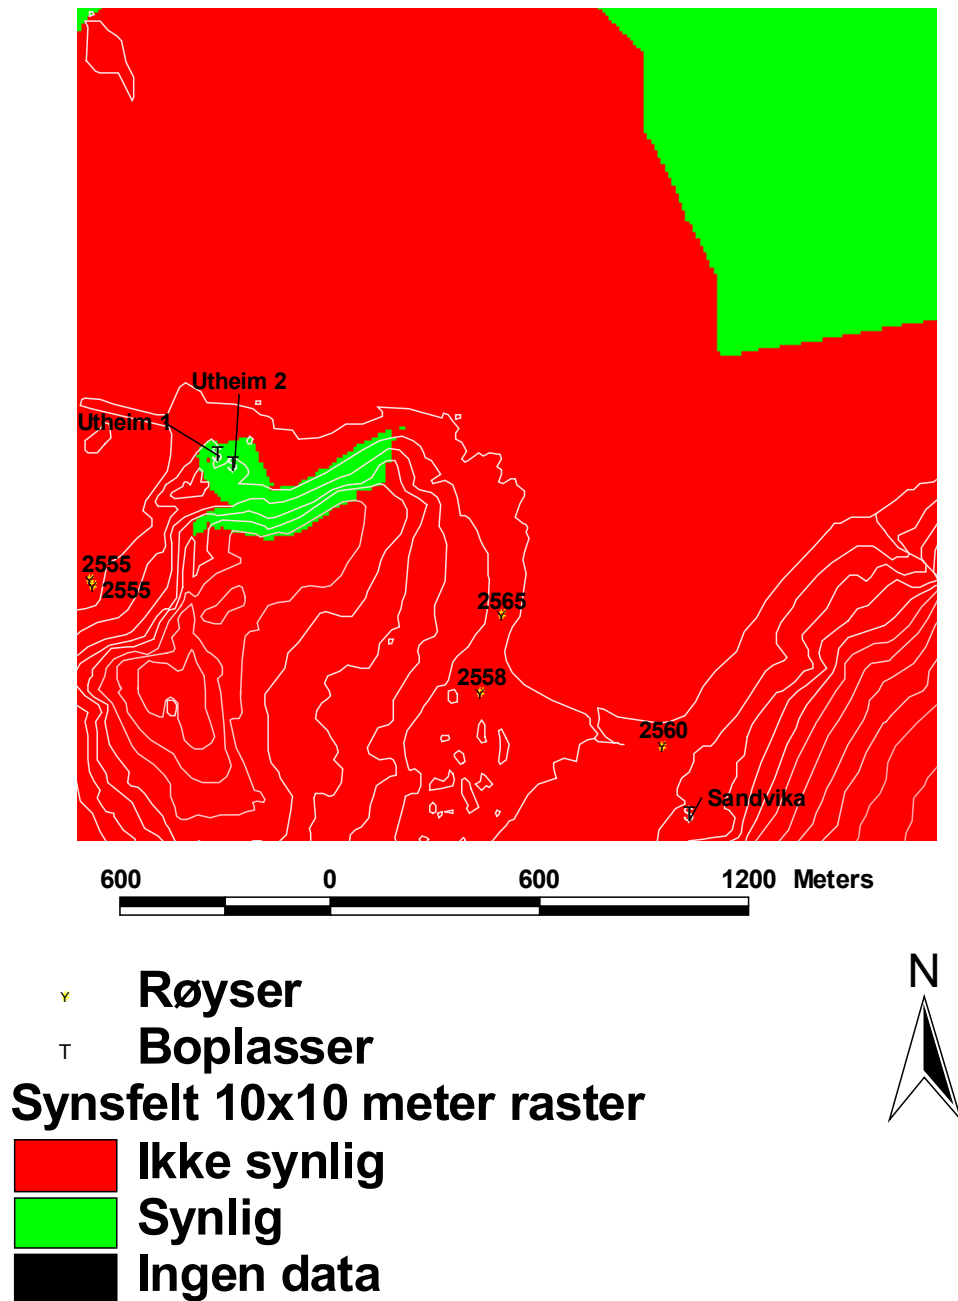 Utheim 2
Utheim 1
2555
2555
2565
2558
2560
Sandvika
600 0 600 1200 Meters
N
Y Røyser
T Boplasser
Synsfelt 10x10 meter raster
Ikke synlig
Synlig
Ingen data